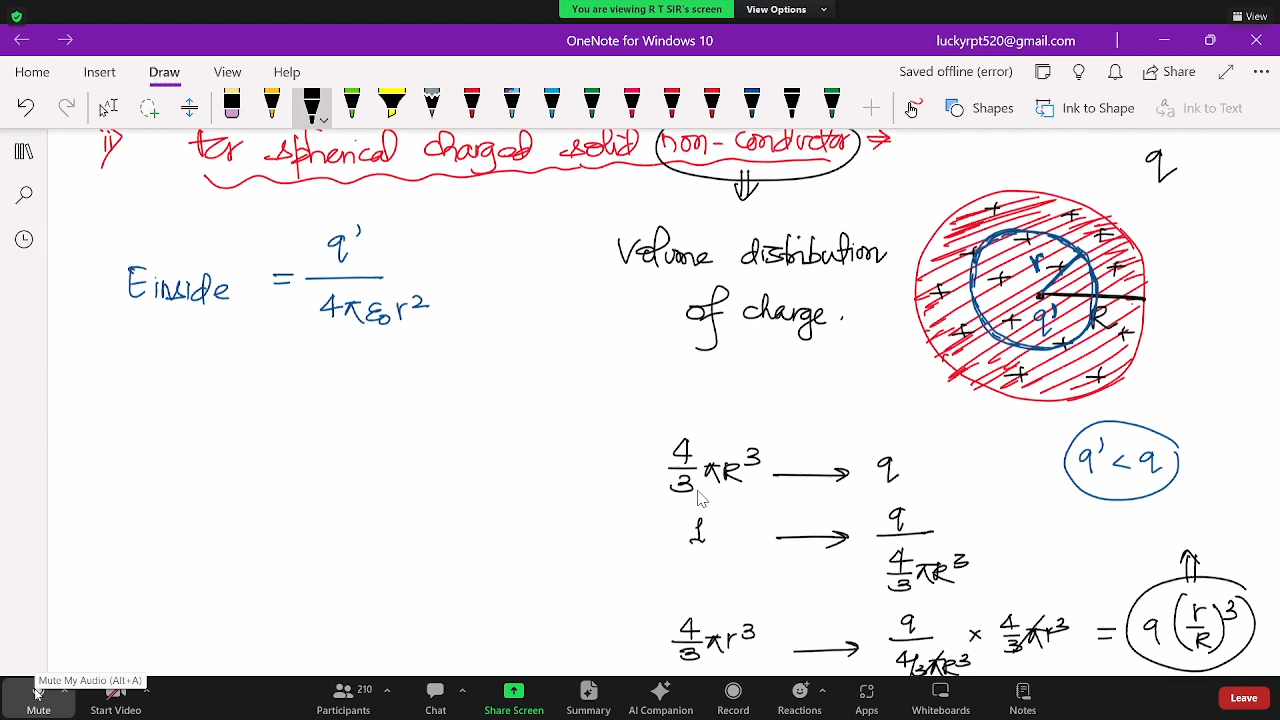 You are viewing R T SIR's screen
View Options
View
OneNote for Windows 10
luckyrpt520@gmail.com
Home Insert Draw View Help
Saved offline (error)
Share
Shapes
Ink to Shape
Ink to Text
ii) for spherical charged solid non-conductor ⇒
q
E inside = q' / 4πε₀r²
Volume distribution
of charge.
r
q'
R
4/3 πR³ → q
q' < q
1 → q / 4/3 πR³
4/3 πr³ → q / 4/3 πR³ × 4/3 πr³ = q (r/R)³
Mute My Audio (Alt+A)
Mute
Start Video
Participants 210
Chat
Share Screen
Summary
AI Companion
Record
Reactions
Apps
Whiteboards
Notes
Leave